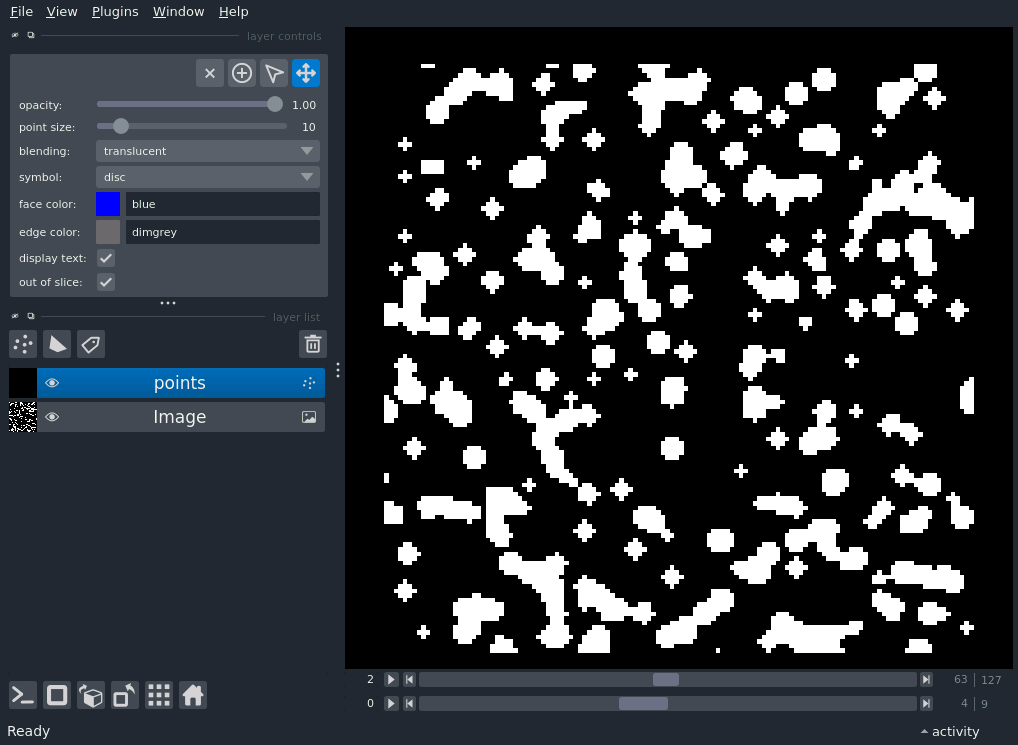 File View Plugins Window Help
layer controls
opacity: 1.00
point size: 10
blending: translucent
symbol: disc
face color: blue
edge color: dimgrey
display text:
out of slice:
layer list
points
Image
2 63 127
0 4 9
Ready activity